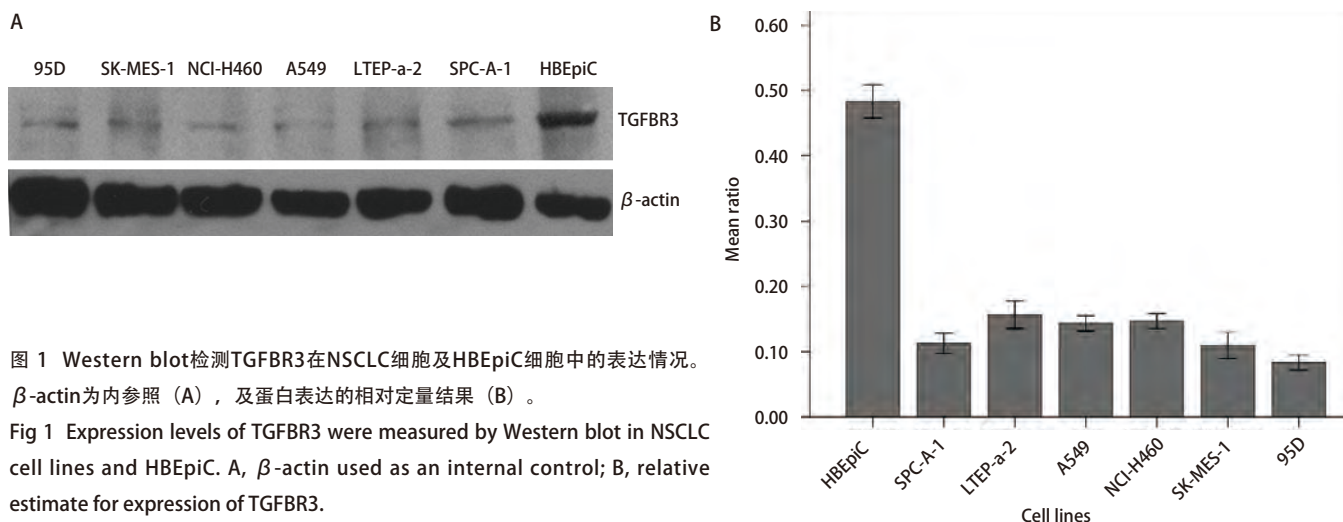 A
95D SK-MES-1 NCI-H460 A549 LTEP-a-2 SPC-A-1 HBEpiC
TGFBR3
β-actin
图 1 Western blot检测TGFBR3在NSCLC细胞及HBEpiC细胞中的表达情况。
β-actin为内参照（A），及蛋白表达的相对定量结果（B）。
Fig 1 Expression levels of TGFBR3 were measured by Western blot in NSCLC
cell lines and HBEpiC. A, β-actin used as an internal control; B, relative
estimate for expression of TGFBR3.
B
Mean ratio
0.60
0.50
0.40
0.30
0.20
0.10
0.00
HBEpiC SPC-A-1 LTEP-a-2 A549 NCI-H460 SK-MES-1 95D
Cell lines